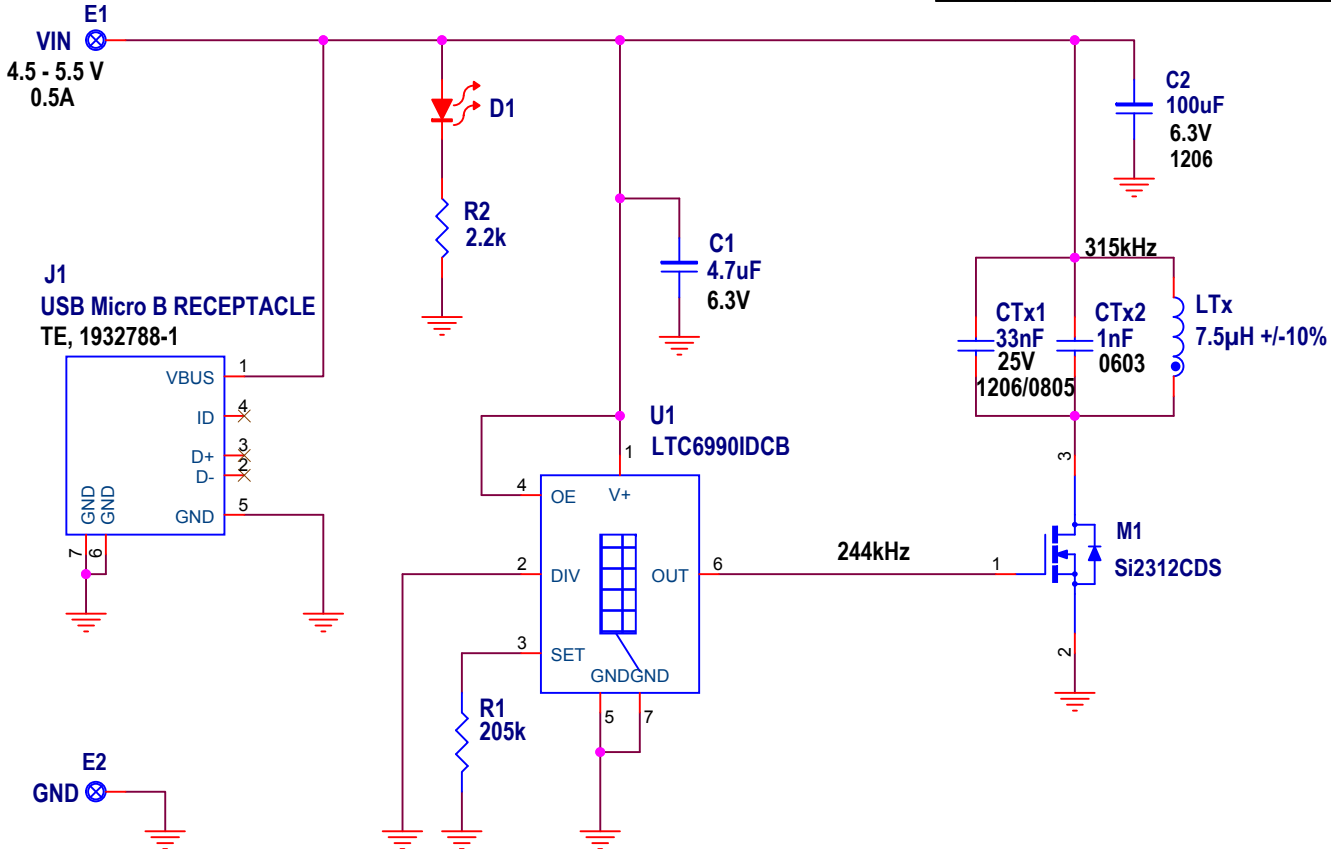 E1
VIN
4.5 - 5.5 V
0.5A
D1
R2
2.2k
C2
100uF
6.3V
1206
C1
4.7uF
6.3V
J1
USB Micro B RECEPTACLE
TE, 1932788-1
VBUS
1
ID
4
D+
3
D-
2
GND
5
GND
GND
7
6
315kHz
CTx1
33nF
25V
1206/0805
CTx2
1nF
0603
LTx
7.5µH +/-10%
U1
LTC6990IDCB
1
V+
4
OE
2
DIV
3
SET
OUT
6
GND
GND
5
7
244kHz
1
3
2
M1
Si2312CDS
R1
205k
E2
GND